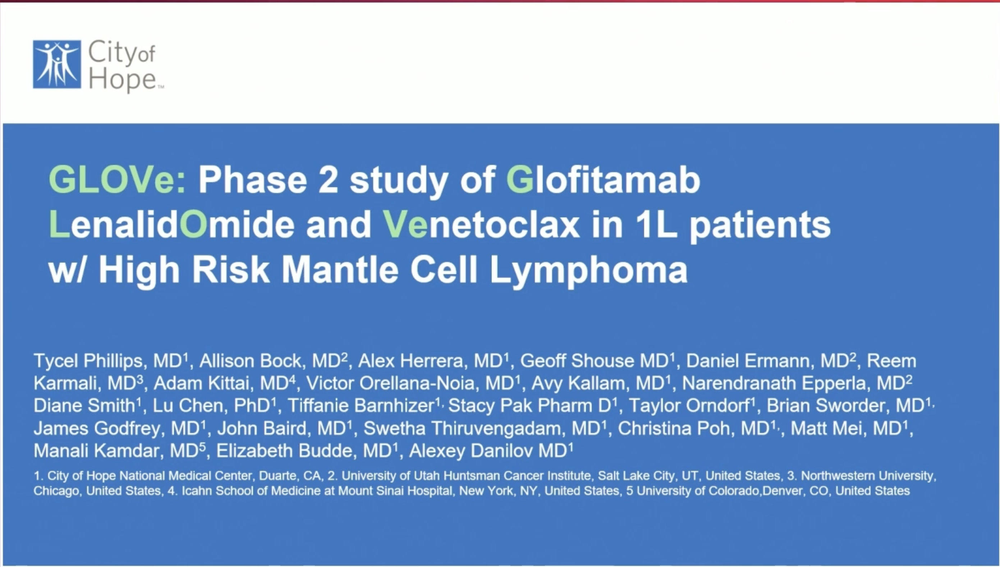 Cityof
Hope™
GLOVe: Phase 2 study of Glofitamab
LenalidOmide and Venetoclax in 1L patients
w/ High Risk Mantle Cell Lymphoma
Tycel Phillips, MD¹, Allison Bock, MD², Alex Herrera, MD¹, Geoff Shouse MD¹, Daniel Ermann, MD², Reem
Karmali, MD³, Adam Kittai, MD⁴, Victor Orellana-Noia, MD¹, Avy Kallam, MD¹, Narendranath Epperla, MD²
Diane Smith¹, Lu Chen, PhD¹, Tiffanie Barnhizer¹, Stacy Pak Pharm D¹, Taylor Orndorf¹, Brian Sworder, MD¹,
James Godfrey, MD¹, John Baird, MD¹, Swetha Thiruvengadam, MD¹, Christina Poh, MD¹,, Matt Mei, MD¹,
Manali Kamdar, MD⁵, Elizabeth Budde, MD¹, Alexey Danilov MD¹
1. City of Hope National Medical Center, Duarte, CA, 2. University of Utah Huntsman Cancer Institute, Salt Lake City, UT, United States, 3. Northwestern University,
Chicago, United States, 4. Icahn School of Medicine at Mount Sinai Hospital, New York, NY, United States, 5 University of Colorado,Denver, CO, United States